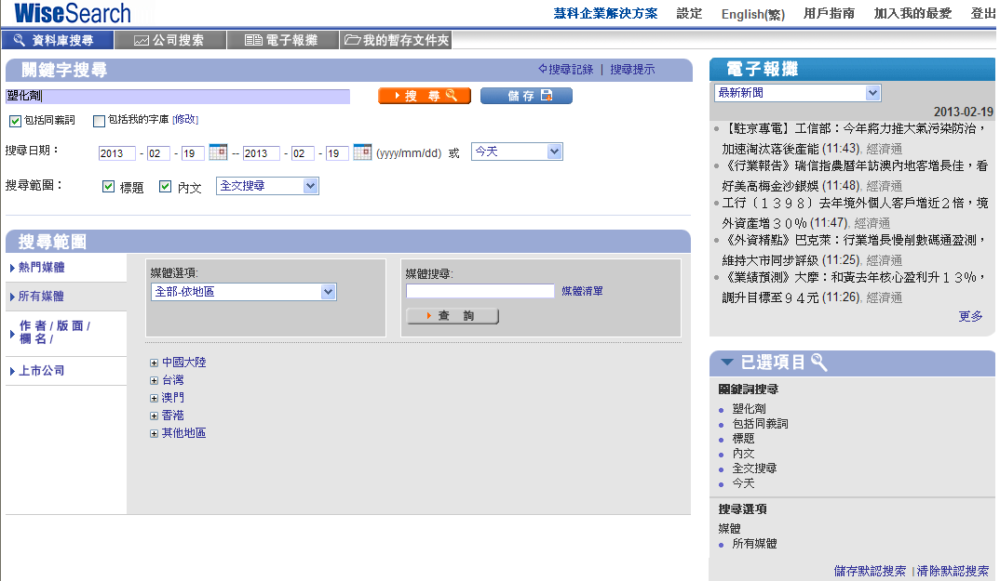 WiseSearch
慧科企業解決方案 設定 English(繁) 用戶指南 加入我的最愛 登出
資料庫搜尋 公司搜索 電子報攤 我的暫存文件夾
關鍵字搜尋 搜尋記錄 | 搜尋提示
塑化劑 搜 尋 儲存
包括同義詞 包括我的字庫 [修改]
搜尋日期： 2013 - 02 - 19 -- 2013 - 02 - 19 (yyyy/mm/dd) 或 今天
搜尋範圍： 標題 內文 全文搜尋
搜尋範圍
熱門媒體
所有媒體
作者/版面/
欄名/
上市公司
媒體選項:
全部-依地區
媒體搜尋:
媒體清單
查 詢
中國大陸
台灣
澳門
香港
其他地區
電子報攤
最新新聞
2013-02-19
【駐京專電】工信部：今年將力推大氣污染防治，
加速淘汰落後產能 (11:43), 經濟通
《行業報告》瑞信指農曆年訪澳內地客增長佳，看
好美高梅金沙銀娛 (11:48), 經濟通
工行〔１３９８〕去年境外個人客戶增近２倍，境
外資產增３０％ (11:47), 經濟通
《外資精點》巴克萊：行業增長慢削數碼通盈測，
維持大市同步評級 (11:25), 經濟通
《業績預測》大摩：和黃去年核心盈利升１３％，
調升目標至９４元 (11:26), 經濟通
更多
已選項目
關鍵詞搜尋
塑化劑
包括同義詞
標題
內文
全文搜尋
今天
搜尋選項
媒體
所有媒體
儲存默認搜索 | 清除默認搜索